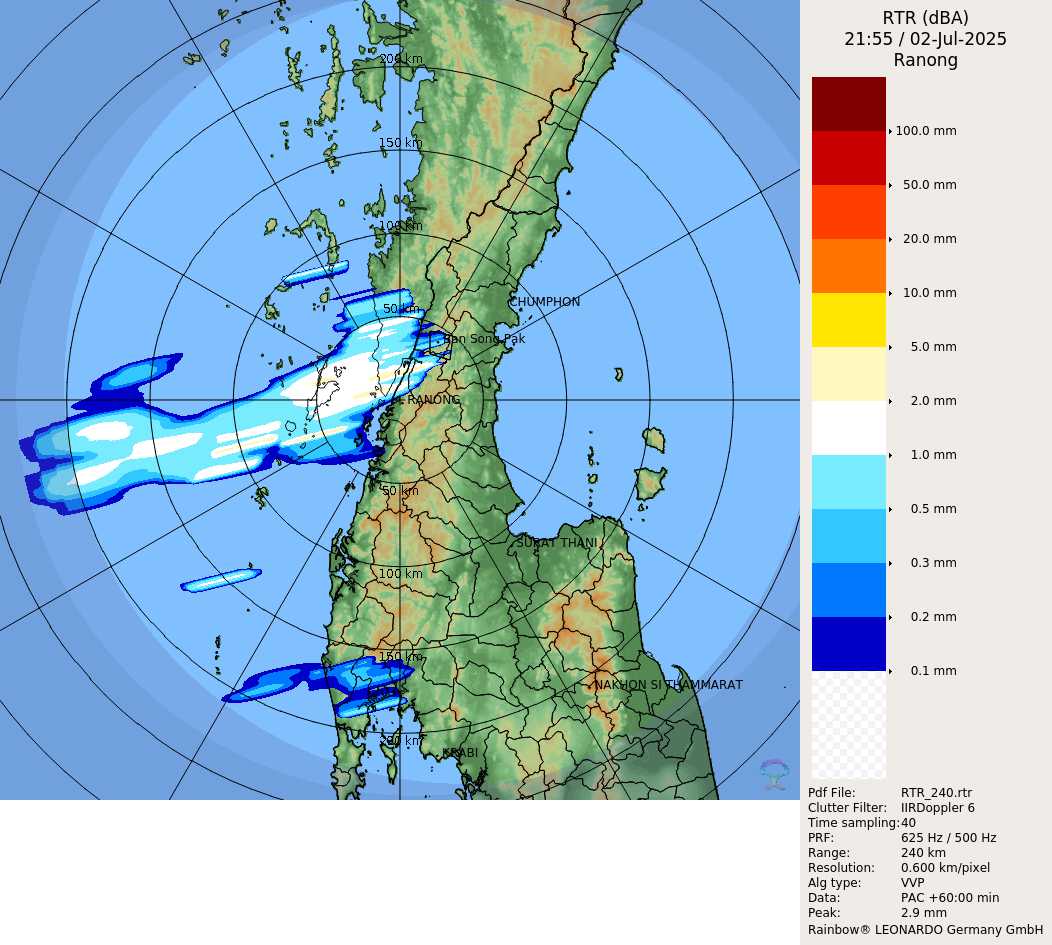 RTR (dBA)
21:55 / 02-Jul-2025
Ranong
100.0 mm
50.0 mm
20.0 mm
10.0 mm
5.0 mm
2.0 mm
1.0 mm
0.5 mm
0.3 mm
0.2 mm
0.1 mm
Pdf File: RTR_240.rtr
Clutter Filter: IIRDoppler 6
Time sampling: 40
PRF: 625 Hz / 500 Hz
Range: 240 km
Resolution: 0.600 km/pixel
Alg type: VVP
Data: PAC +60:00 min
Peak: 2.9 mm
Rainbow® LEONARDO Germany GmbH
200 km
150 km
100 km
CHUMPHON
50 km
Ban Song Pak
RANONG
50 km
SURAT THANI
100 km
150 km
NAKHON SI THAMMARAT
200 km
KRABI